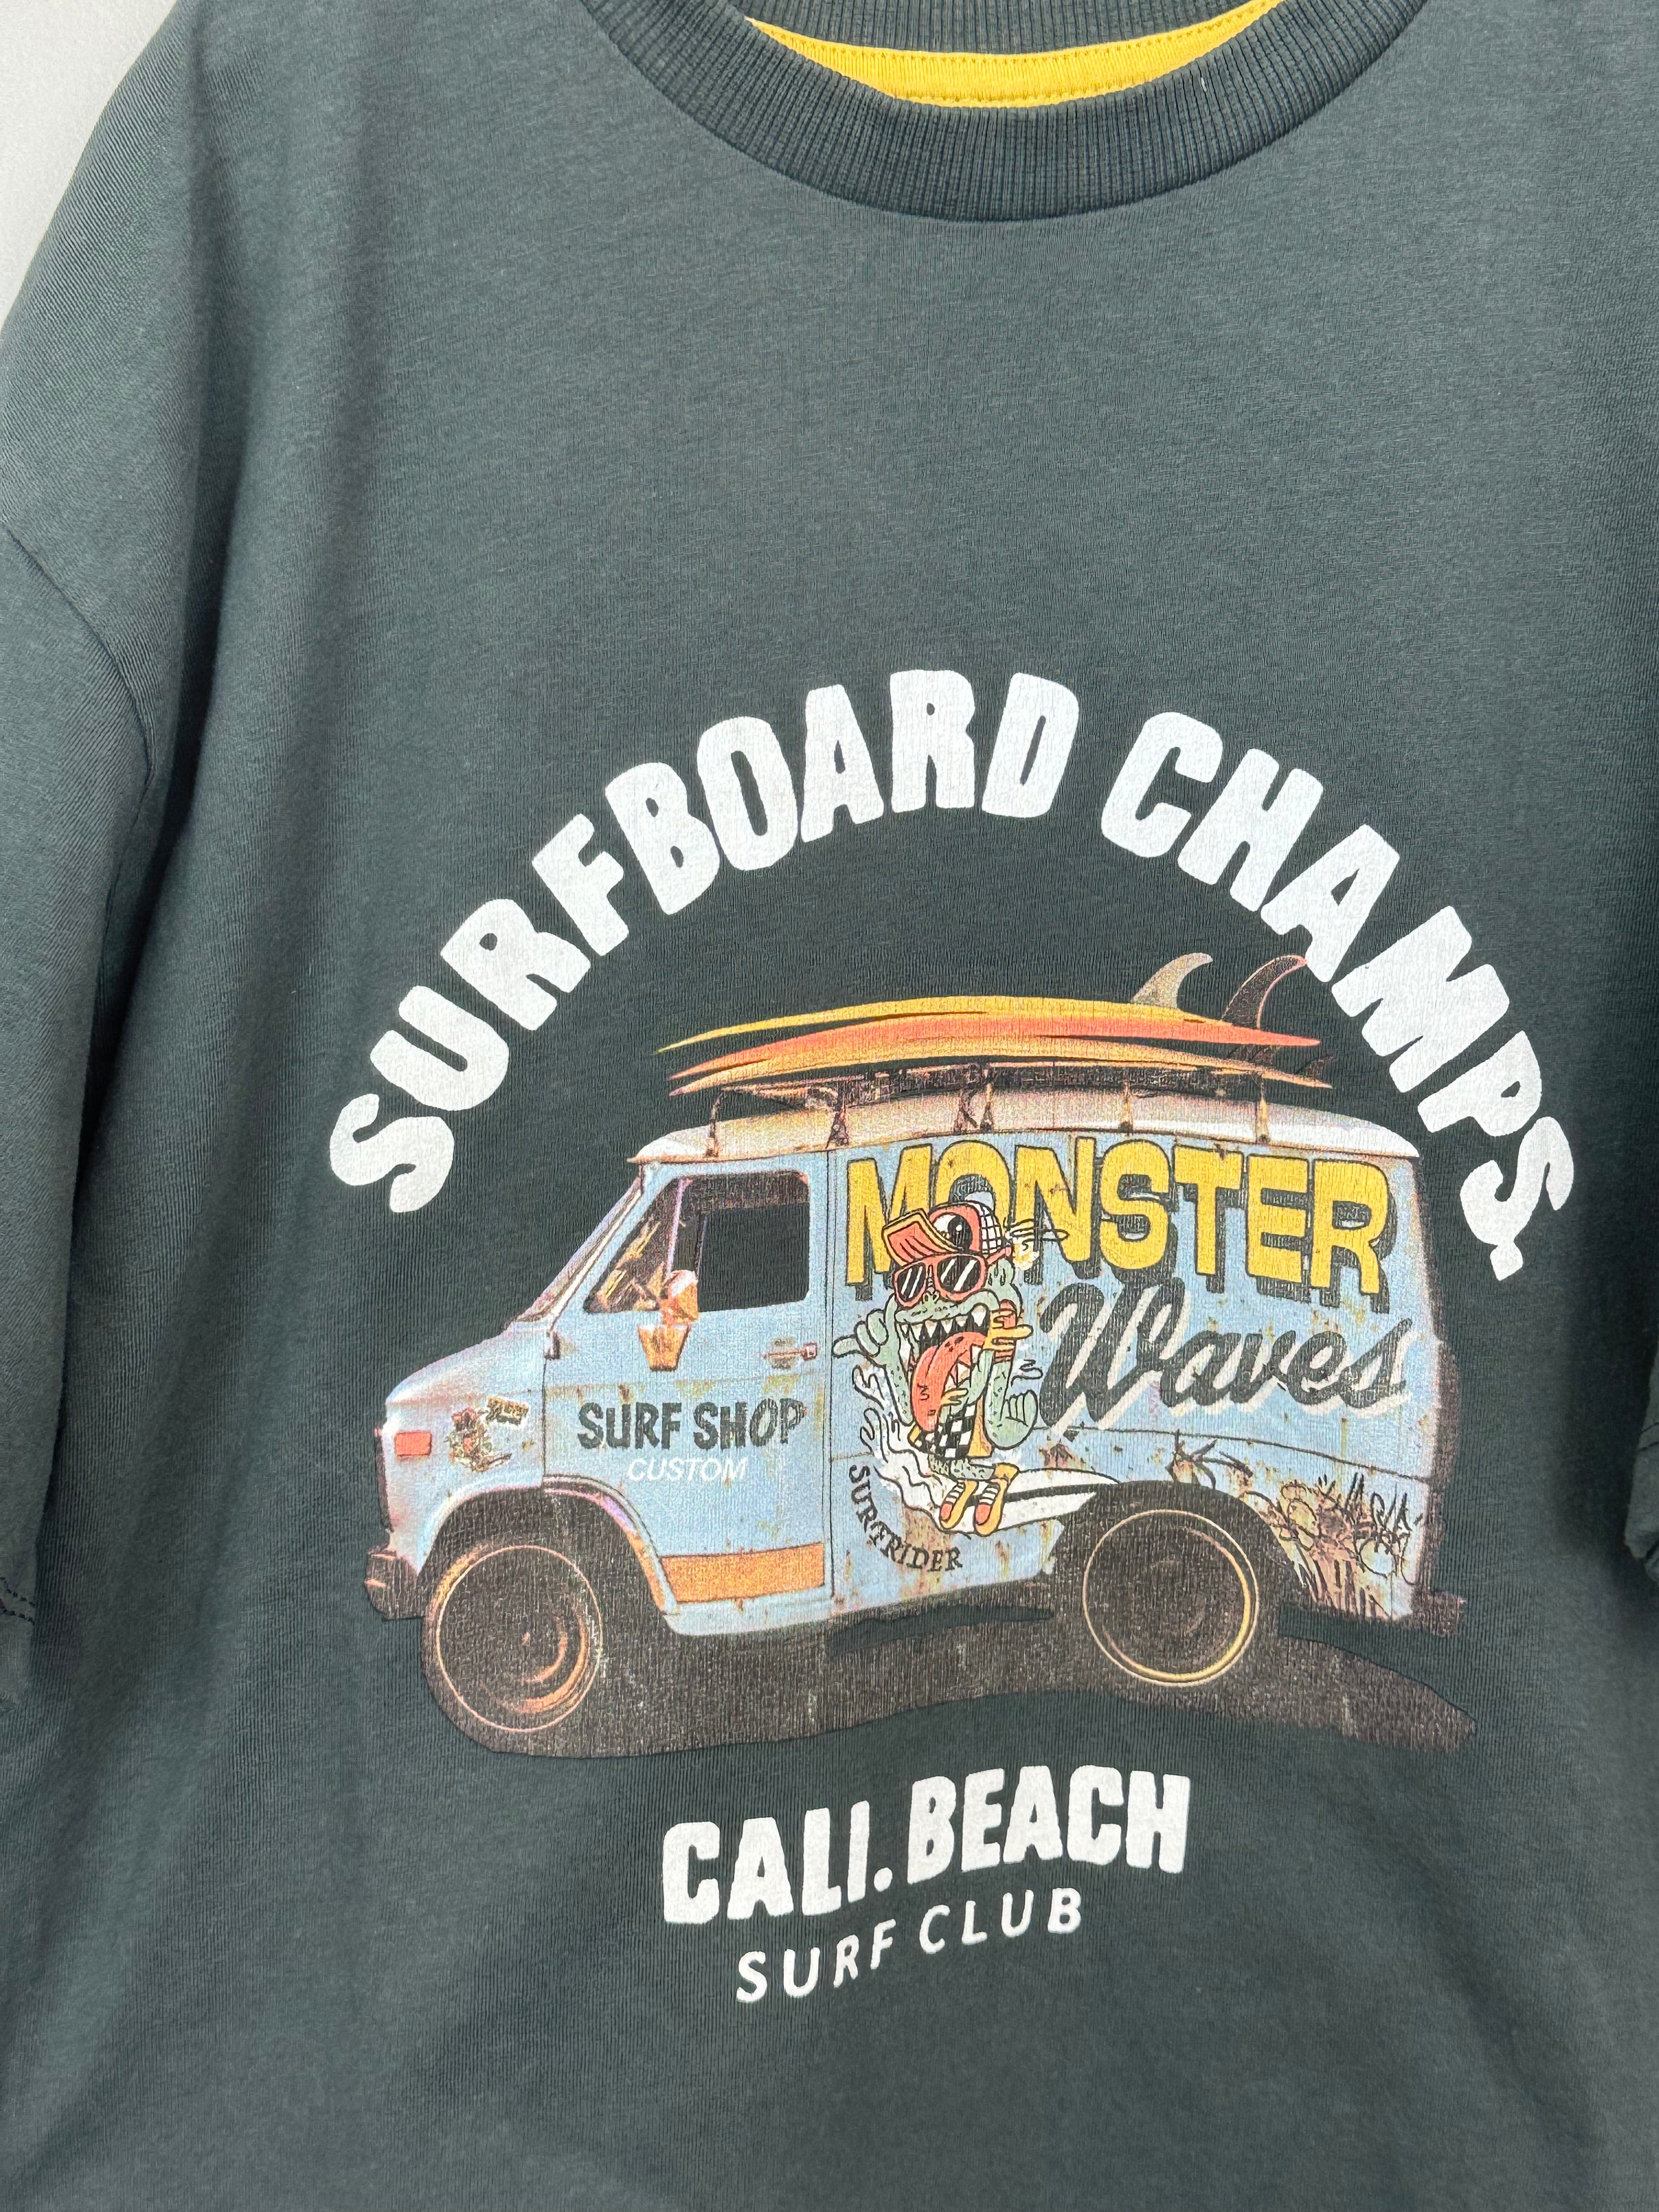 SURFBOARD CHAMPS.
MONSTER
Waves
SURF SHOP
CUSTOM
SURFRIDER
CALI. BEACH
SURF CLUB